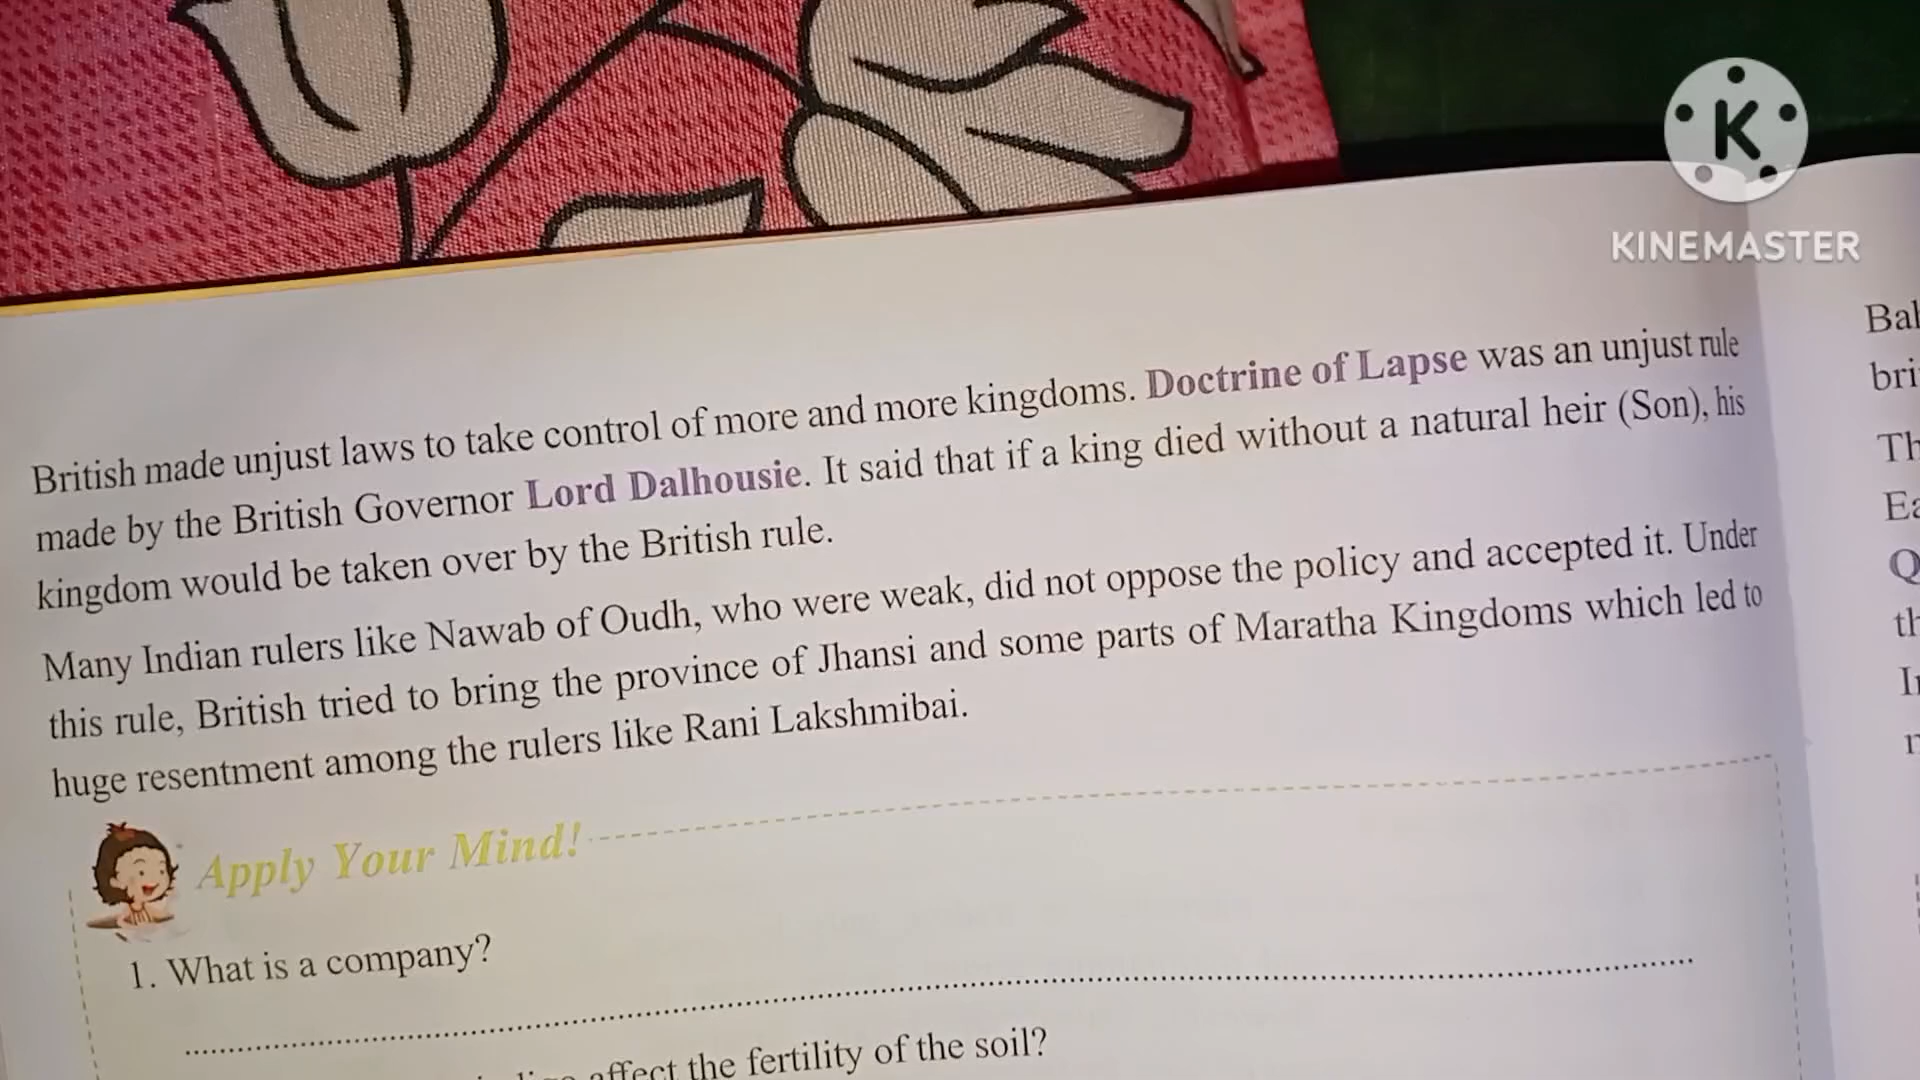 K
KINEMASTER
British made unjust laws to take control of more and more kingdoms. Doctrine of Lapse was an unjust rule
made by the British Governor Lord Dalhousie. It said that if a king died without a natural heir (Son), his
kingdom would be taken over by the British rule.
Many Indian rulers like Nawab of Oudh, who were weak, did not oppose the policy and accepted it. Under
this rule, British tried to bring the province of Jhansi and some parts of Maratha Kingdoms which led to
huge resentment among the rulers like Rani Lakshmibai.
Apply Your Mind!
1. What is a company?
affect the fertility of the soil?